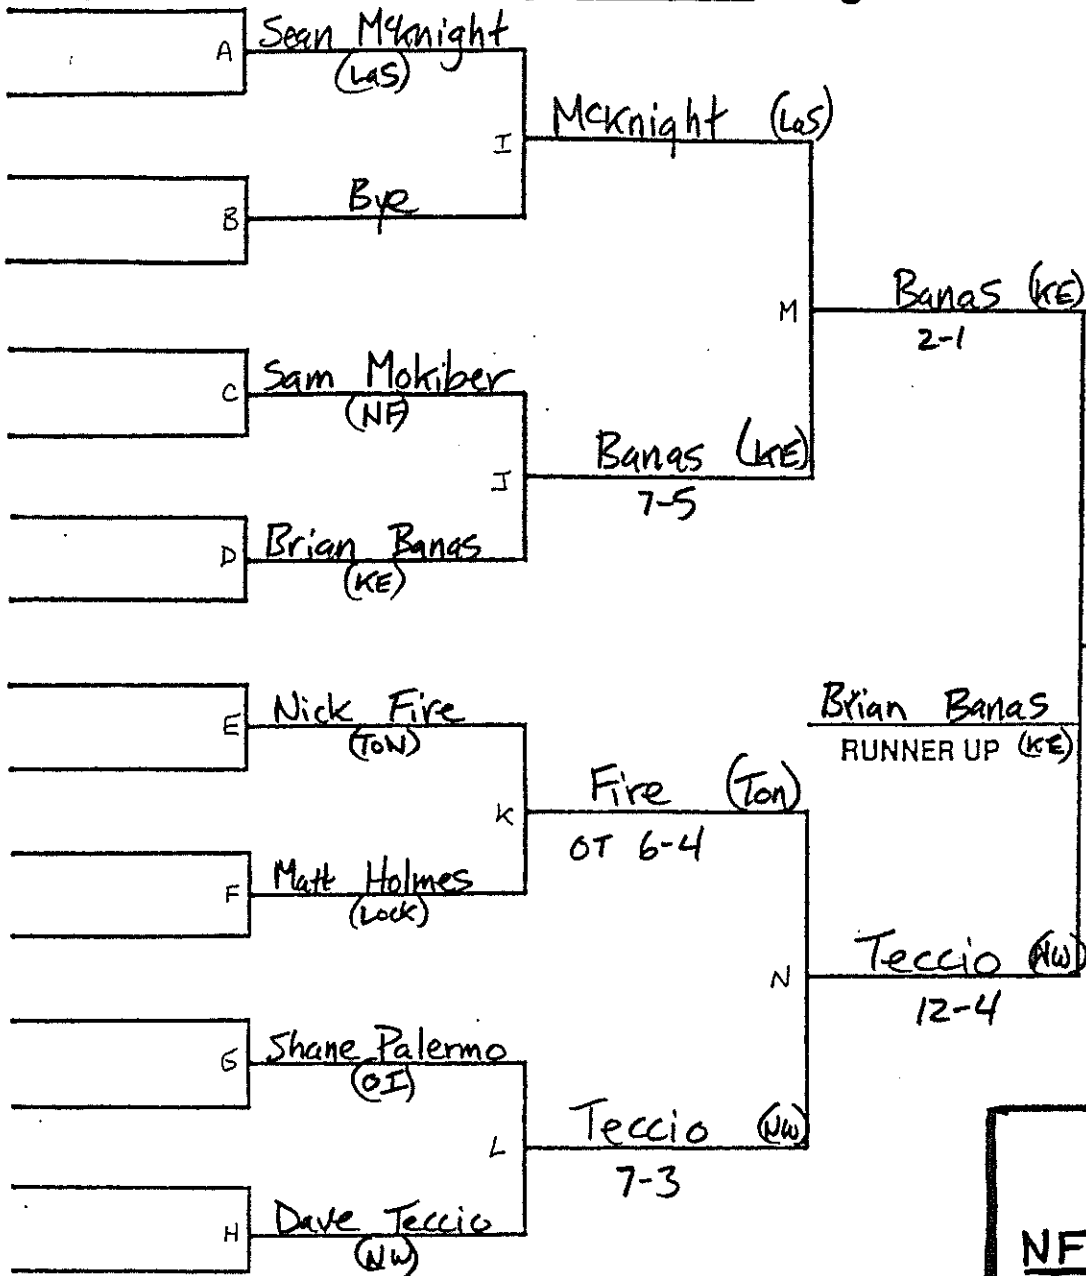 A Sean McKnight
(LaS)
I McKnight (LaS)
B Bye
M Banas (KE)
2-1
C Sam Mokiber
(NF)
J Banas (KE)
7-5
D Brian Banas
(KE)
E Nick Fire
(TON)
Brian Banas
RUNNER UP (KE)
K Fire (Ton)
OT 6-4
F Matt Holmes
(Lock)
N Teccio (NW)
12-4
G Shane Palermo
(OI)
L Teccio (NW)
7-3
H Dave Teccio
(NW)
NF